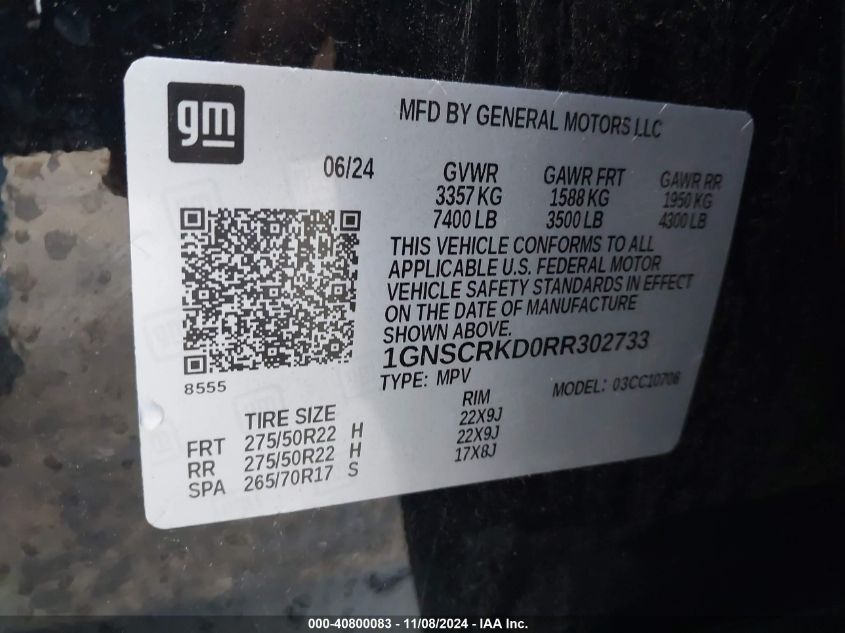 gm
MFD BY GENERAL MOTORS LLC
06/24 GVWR GAWR FRT GAWR RR
3357 KG 1588 KG 1950 KG
7400 LB 3500 LB 4300 LB
THIS VEHICLE CONFORMS TO ALL
APPLICABLE U.S. FEDERAL MOTOR
VEHICLE SAFETY STANDARDS IN EFFECT
ON THE DATE OF MANUFACTURE
SHOWN ABOVE.
1GNSCRKD0RR302733
8555 TYPE: MPV MODEL: 03CC10706
TIRE SIZE RIM
FRT 275/50R22 H 22X9J
RR 275/50R22 H 22X9J
SPA 265/70R17 S 17X8J
000-40800083 - 11/08/2024 - IAA Inc.